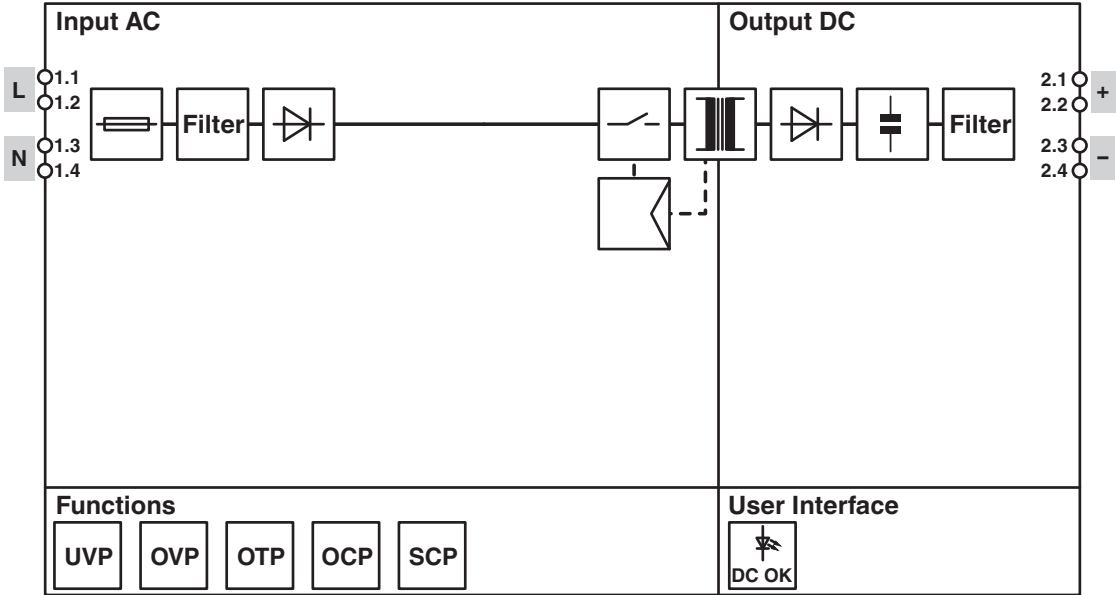 Input AC
Output DC
L
1.1
1.2
N
1.3
1.4
Filter
Filter
2.1
2.2
+
2.3
2.4
−
Functions
UVP
OVP
OTP
OCP
SCP
User Interface
DC OK